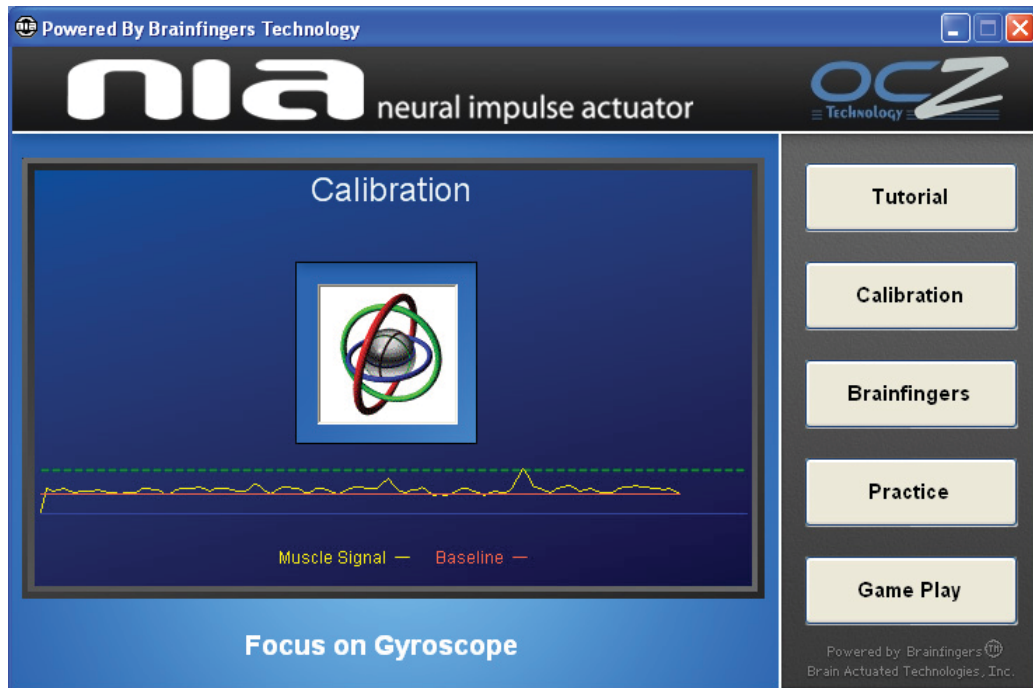 Powered By Brainfingers Technology
nia neural impulse actuator
OCZ
Technology
Calibration
Muscle Signal Baseline
Focus on Gyroscope
Tutorial
Calibration
Brainfingers
Practice
Game Play
Powered by Brainfingers TM
Brain Actuated Technologies, Inc.